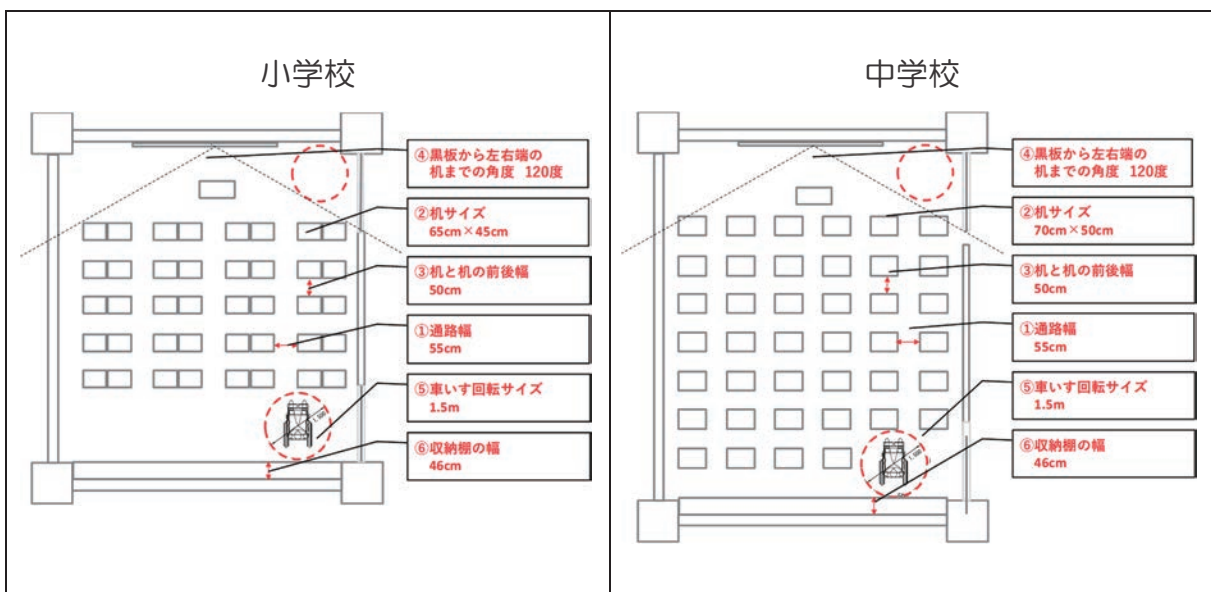 小学校
④黒板から左右端の
机までの角度 120度
②机サイズ
65cm×45cm
③机と机の前後幅
50cm
①通路幅
55cm
⑤車いす回転サイズ
1.5m
⑥収納棚の幅
46cm
1,500
中学校
④黒板から左右端の
机までの角度 120度
②机サイズ
70cm×50cm
③机と机の前後幅
50cm
①通路幅
55cm
⑤車いす回転サイズ
1.5m
⑥収納棚の幅
46cm
1,500